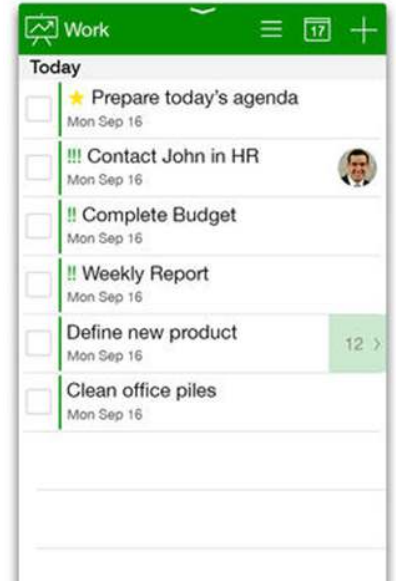 Work
17
Today
Prepare today's agenda
Mon Sep 16
!!! Contact John in HR
Mon Sep 16
!! Complete Budget
Mon Sep 16
!! Weekly Report
Mon Sep 16
Define new product
12 >
Mon Sep 16
Clean office piles
Mon Sep 16